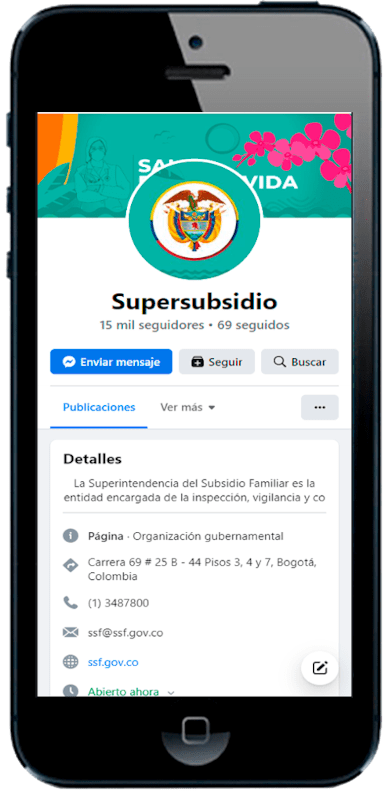 SA
VIDA
Supersubsidio
15 mil seguidores • 69 seguidos
Enviar mensaje
Seguir
Buscar
Publicaciones
Ver más
Detalles
La Superintendencia del Subsidio Familiar es la
entidad encargada de la inspección, vigilancia y co
Página · Organización gubernamental
Carrera 69 # 25 B - 44 Pisos 3, 4 y 7, Bogotá,
Colombia
(1) 3487800
ssf@ssf.gov.co
ssf.gov.co
Abierto ahora